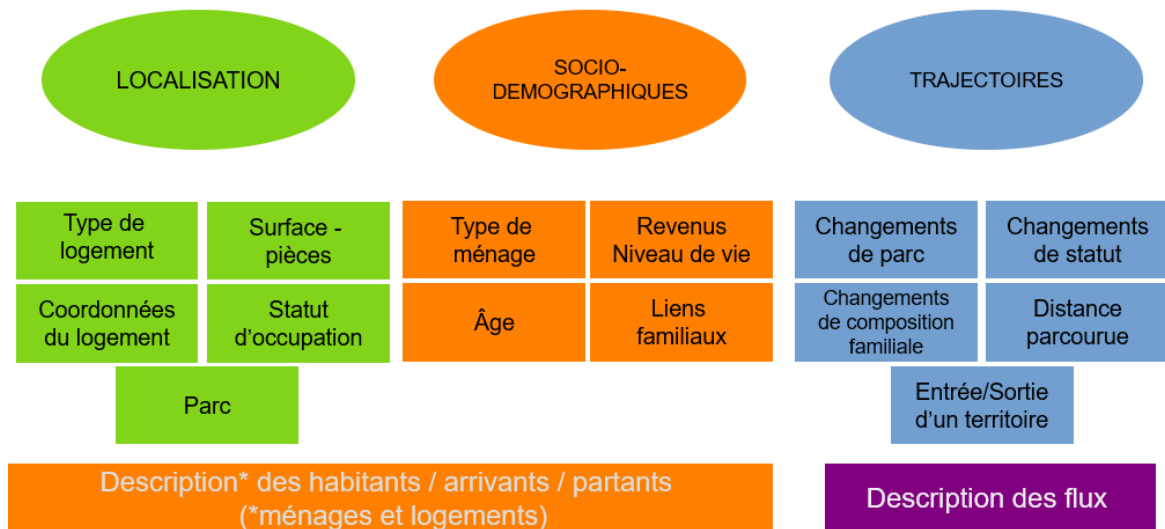 LOCALISATION
SOCIO-
DEMOGRAPHIQUES
TRAJECTOIRES
Type de
logement
Surface -
pièces
Coordonnées
du logement
Statut
d'occupation
Parc
Type de
ménage
Revenus
Niveau de vie
Âge
Liens
familiaux
Changements
de parc
Changements
de statut
Changements
de composition
familiale
Distance
parcourue
Entrée/Sortie
d'un territoire
Description* des habitants / arrivants / partants
(*ménages et logements)
Description des flux